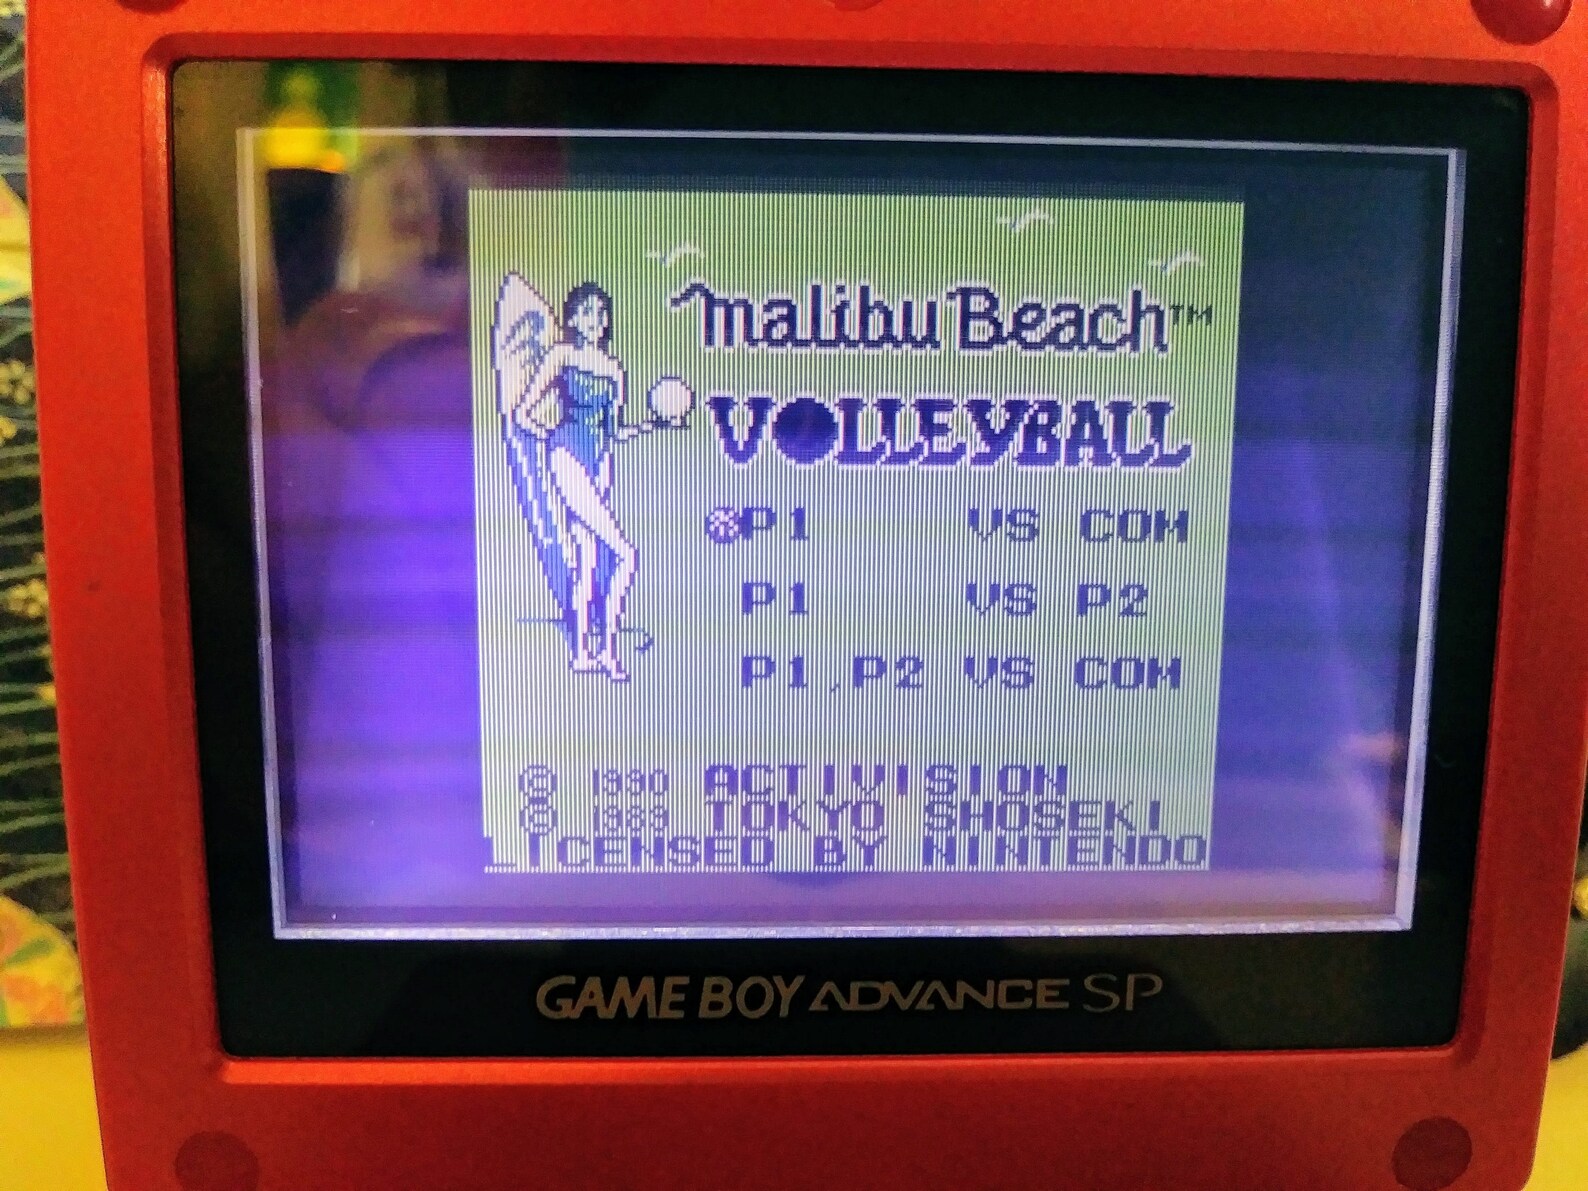 malibu Beach™
VOLLEYBALL
P1 VS COM
P1 VS P2
P1,P2 VS COM
© 1990 ACTIVISION
© 1989 TOKYO SHOSEKI
LICENSED BY NINTENDO
GAME BOY ADVANCE SP